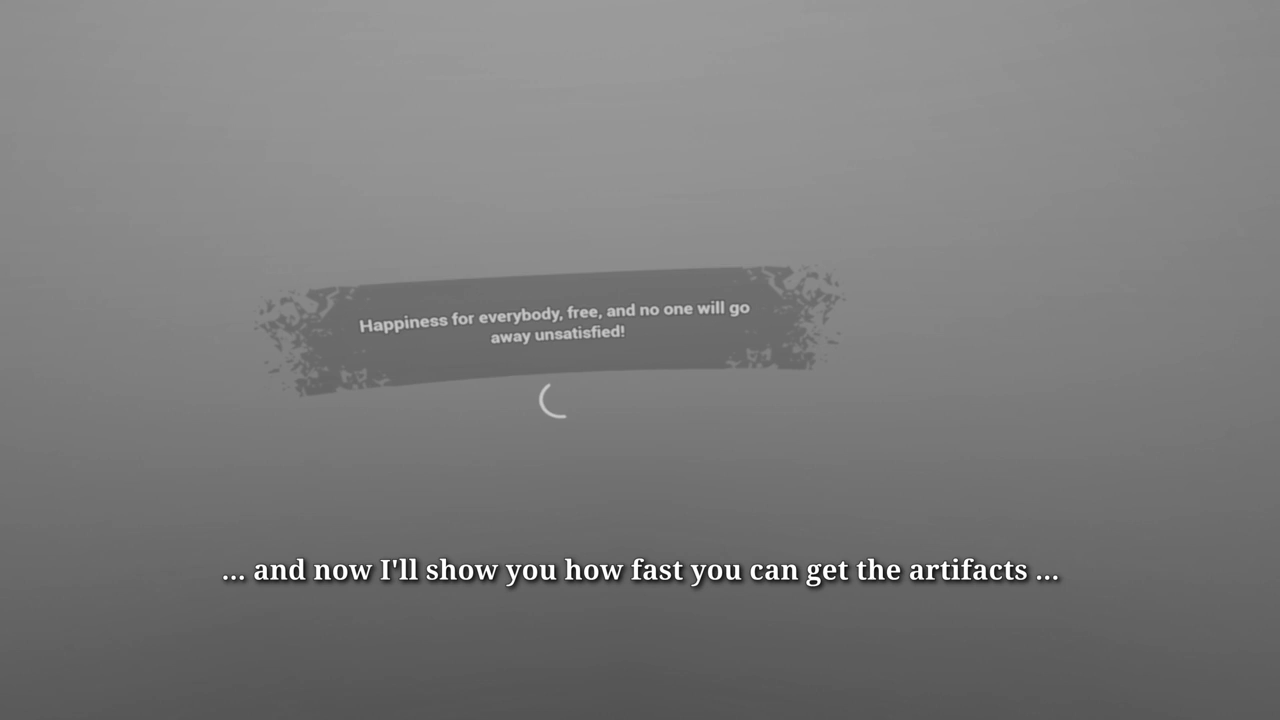 Happiness for everybody, free, and no one will go
away unsatisfied!
... and now I'll show you how fast you can get the artifacts ...